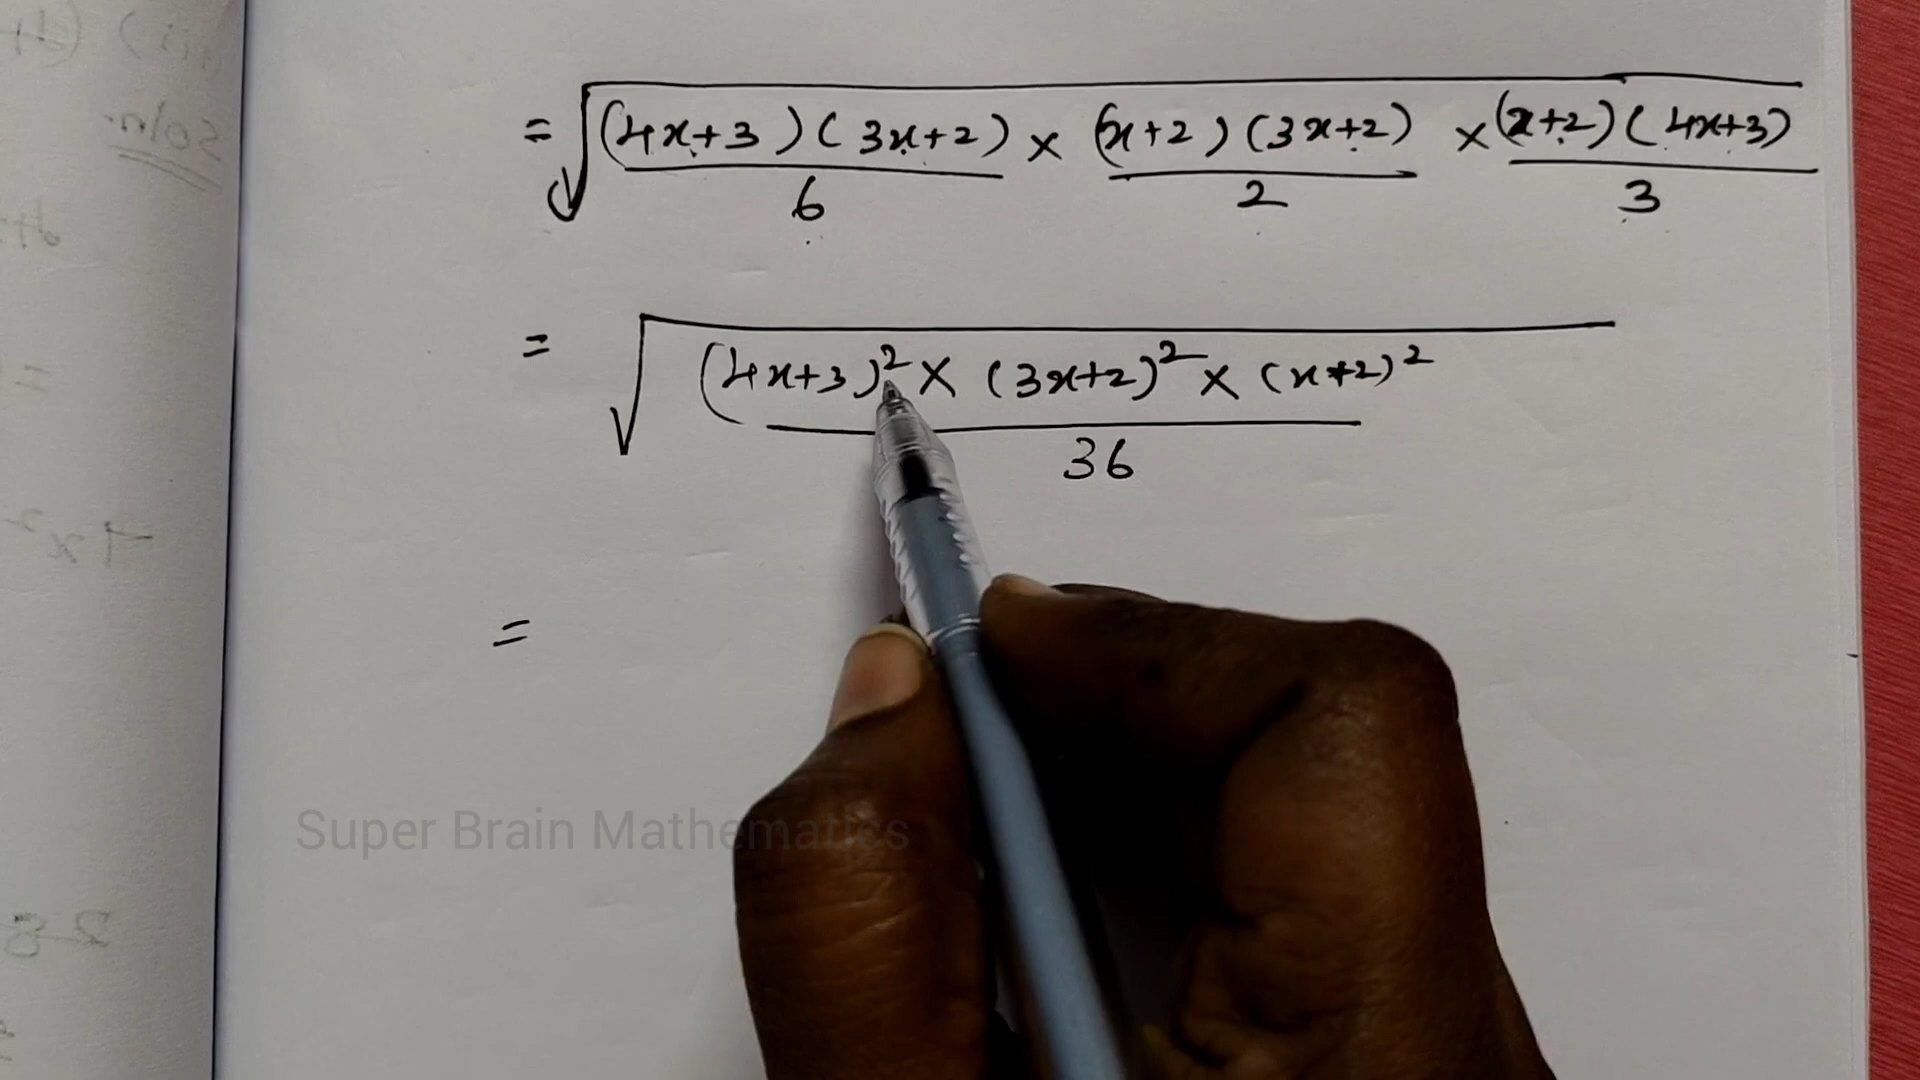 = √((4x+3)(3x+2)/6 × (x+2)(3x+2)/2 × (x+2)(4x+3)/3)
= √((4x+3)² × (3x+2)² × (x+2)²/36)
=
Super Brain Mathematics